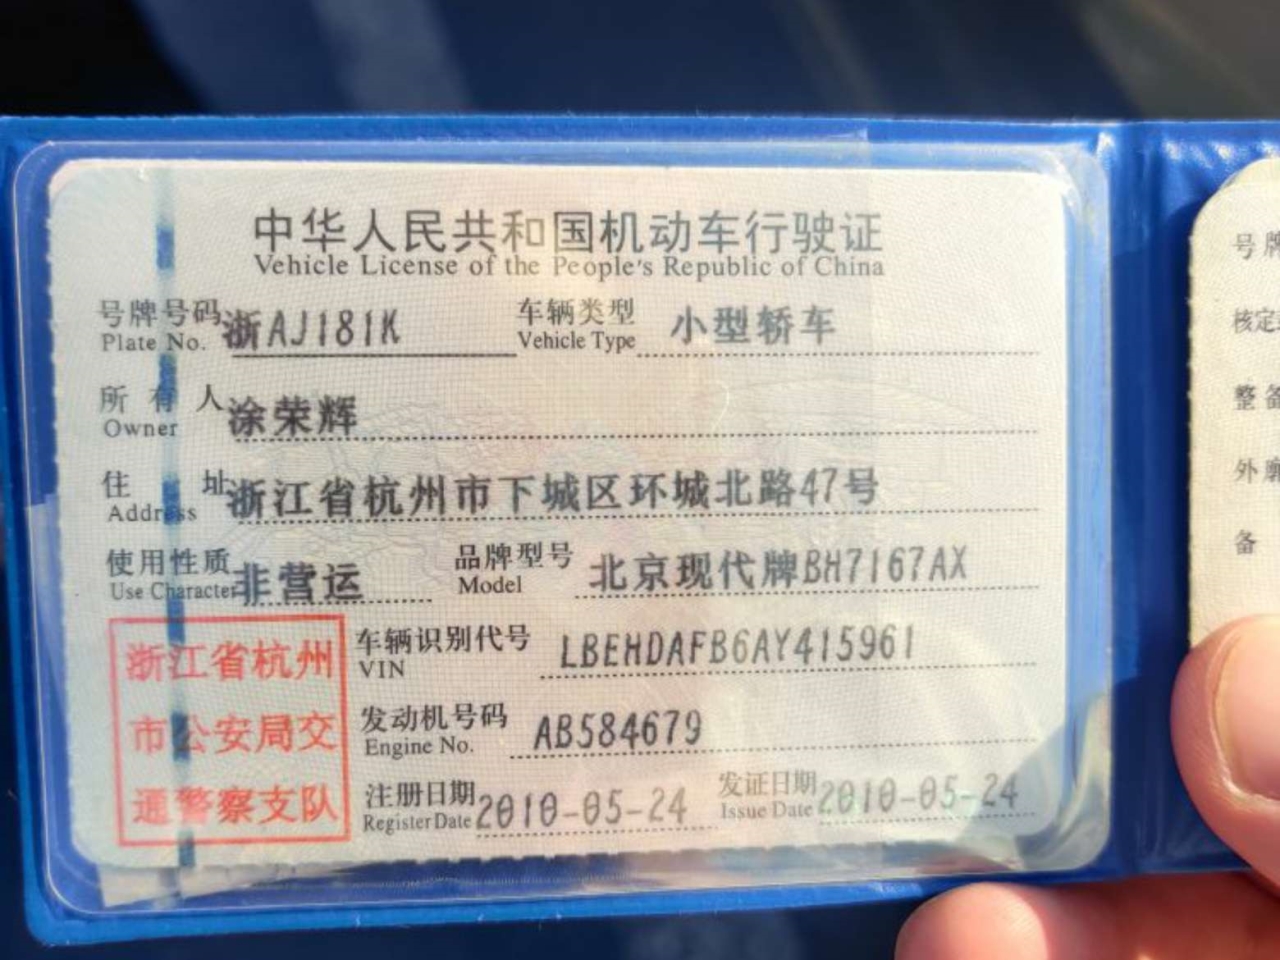 中华人民共和国机动车行驶证
Vehicle License of the People's Republic of China
号牌号码 浙AJ181K 车辆类型 小型轿车
Plate No. Vehicle Type
所有人 涂荣辉
Owner
住址 浙江省杭州市下城区环城北路47号
Address
使用性质 非营运 品牌型号 北京现代牌BH7167AX
Use Character Model
车辆识别代号 LBEHDAFB6AY415961
VIN
发动机号码 AB584679
Engine No.
注册日期 2010-05-24 发证日期 2010-05-24
Register Date Issue Date
浙江省杭州
市公安局交
通警察支队
号牌
核定
整备
外廓
备